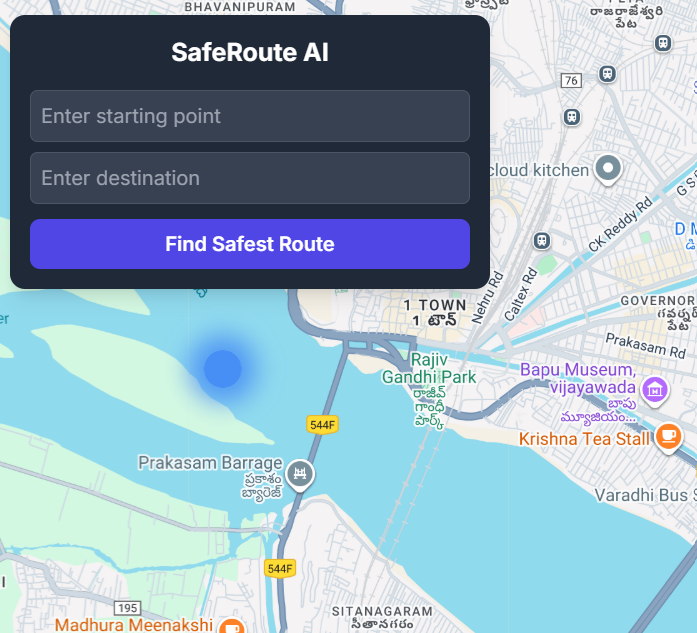 BHAVANIPURAM
రాజరాజేశ్వరి
పేట
SafeRoute AI
76
Enter starting point
cloud kitchen
Enter destination
G S
CK Reddy Rd
Find Safest Route
D M
Nehru Rd
Caltex Rd
er
1 TOWN
1 టౌన్
GOVERNOR
గవర్నర్
పేట
Prakasam Rd
Rajiv
Gandhi Park
రాజీవ్
గాంధీ
పార్క్
Bapu Museum,
vijayawada
బాపు
మ్యూజియం...
544F
Krishna Tea Stall
Prakasam Barrage
ప్రకాశం
బ్యారేజ్
Varadhi Bus S
544F
195
SITANAGARAM
సీతానగరం
Madhura Meenakshi